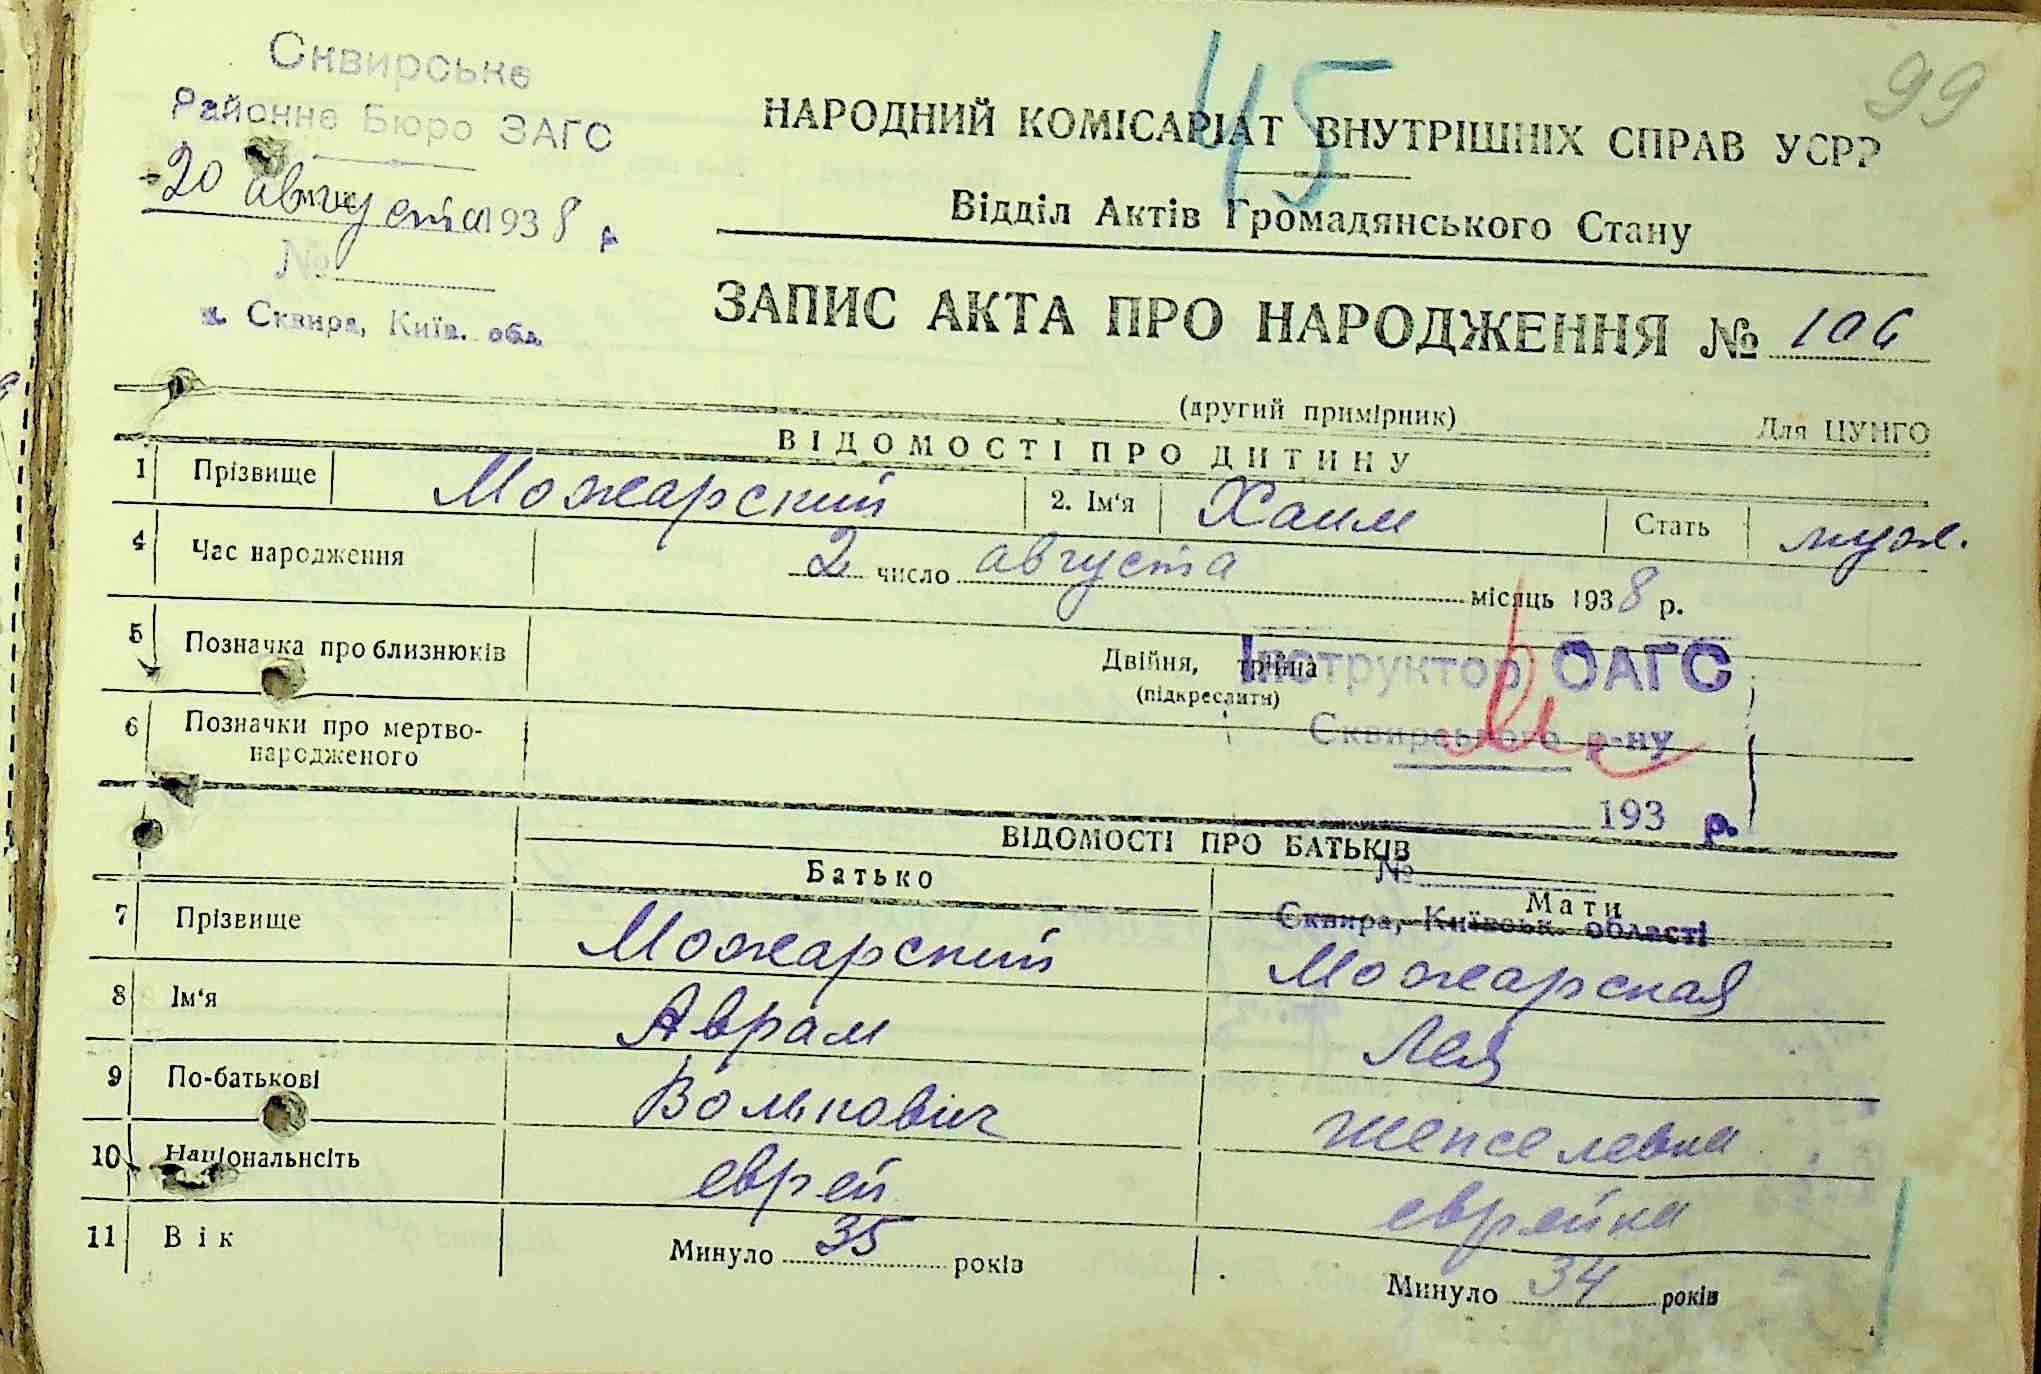 45
99
Сквирське
Районне Бюро ЗАГС
20 августа 1938 р
№
м. Сквира, Київ. обл.
НАРОДНИЙ КОМІСАРІАТ ВНУТРІШНІХ СПРАВ УСРР
Відділ Актів Громадянського Стану
ЗАПИС АКТА ПРО НАРОДЖЕННЯ № 106
(другий примірник) Для ЦУНГО
ВІДОМОСТІ ПРО ДИТИНУ
1 Прізвище Можарский 2. Ім'я Хаим Стать муж.
4 Час народження 2 число августа місяць 1938 р.
5 Позначка про близнюків Двійня, трійня
(підкреслити)
Інструктор ОАГС
Сквирського р-ну
6 Позначки про мертво-
народженого
193 р.
№
Сквира, Київськ. області
ВІДОМОСТІ ПРО БАТЬКІВ
Батько Мати
7 Прізвище Можарский Можарская
8 Ім'я Аврам Лея
9 По-батькові Волькович
10 Національнсіть еврей еврейка
11 Вік Минуло 35 років Минуло 34 років